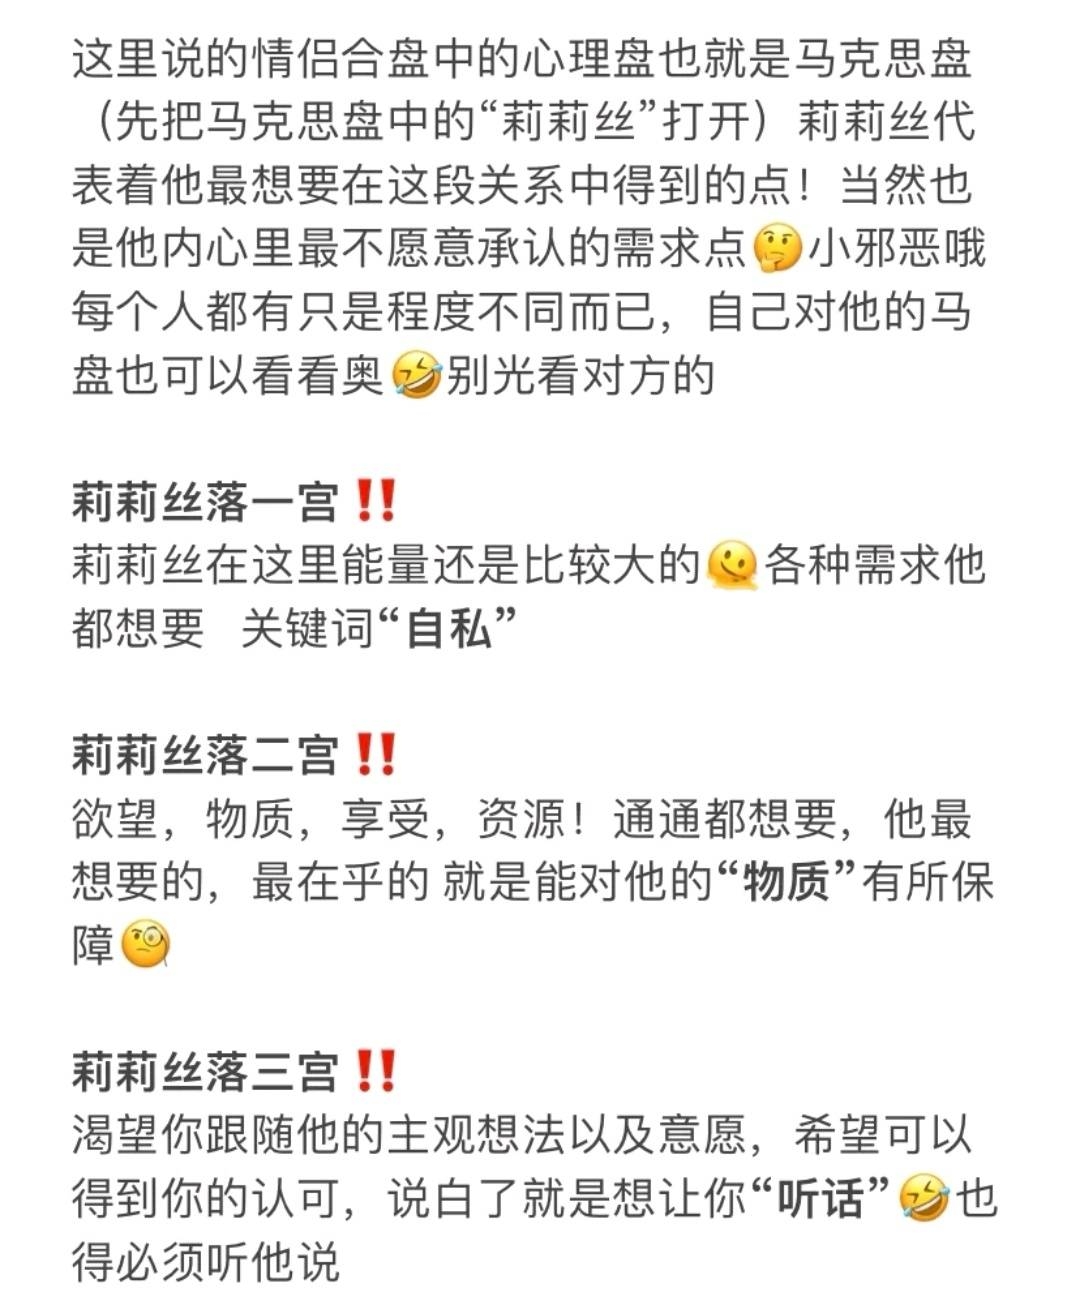 这里说的情侣合盘中的心理盘也就是马克思盘
（先把马克思盘中的“莉莉丝”打开）莉莉丝代
表着他最想要在这段关系中得到的点！当然也
是他内心里最不愿意承认的需求点🤔小邪恶哦
每个人都有只是程度不同而已，自己对他的马
盘也可以看看奥🤣别光看对方的
莉莉丝落一宫‼️
莉莉丝在这里能量还是比较大的🫠各种需求他
都想要 关键词“自私”
莉莉丝落二宫‼️
欲望，物质，享受，资源！通通都想要，他最
想要的，最在乎的 就是能对他的“物质”有所保
障🧐
莉莉丝落三宫‼️
渴望你跟随他的主观想法以及意愿，希望可以
得到你的认可，说白了就是想让你“听话”🤣也
得必须听他说